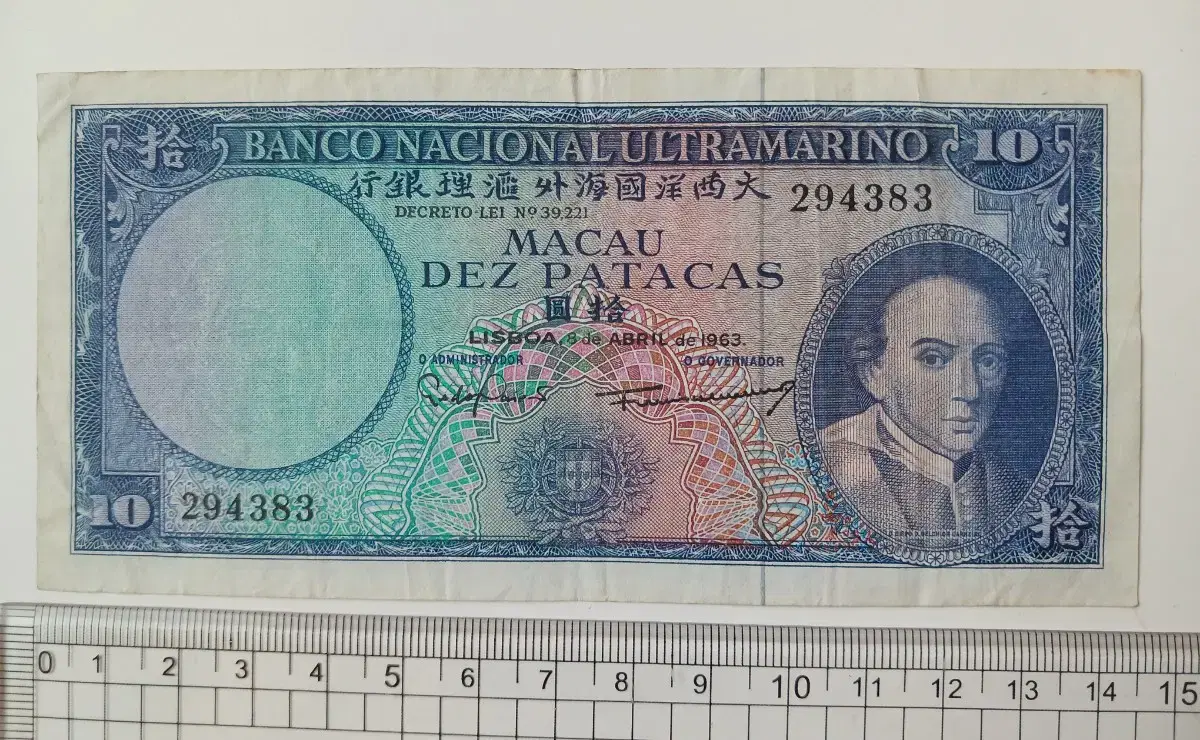 拾 BANCO NACIONAL ULTRAMARINO 10
行銀理滙外海國洋西大 294383
DECRETO-LEI Nº 39.221
MACAU
DEZ PATACAS
圓拾
LISBOA, 8 de ABRIL de 1963.
O ADMINISTRADOR O GOVERNADOR
10 294383 拾
0 1 2 3 4 5 6 7 8 9 10 11 12 13 14 15